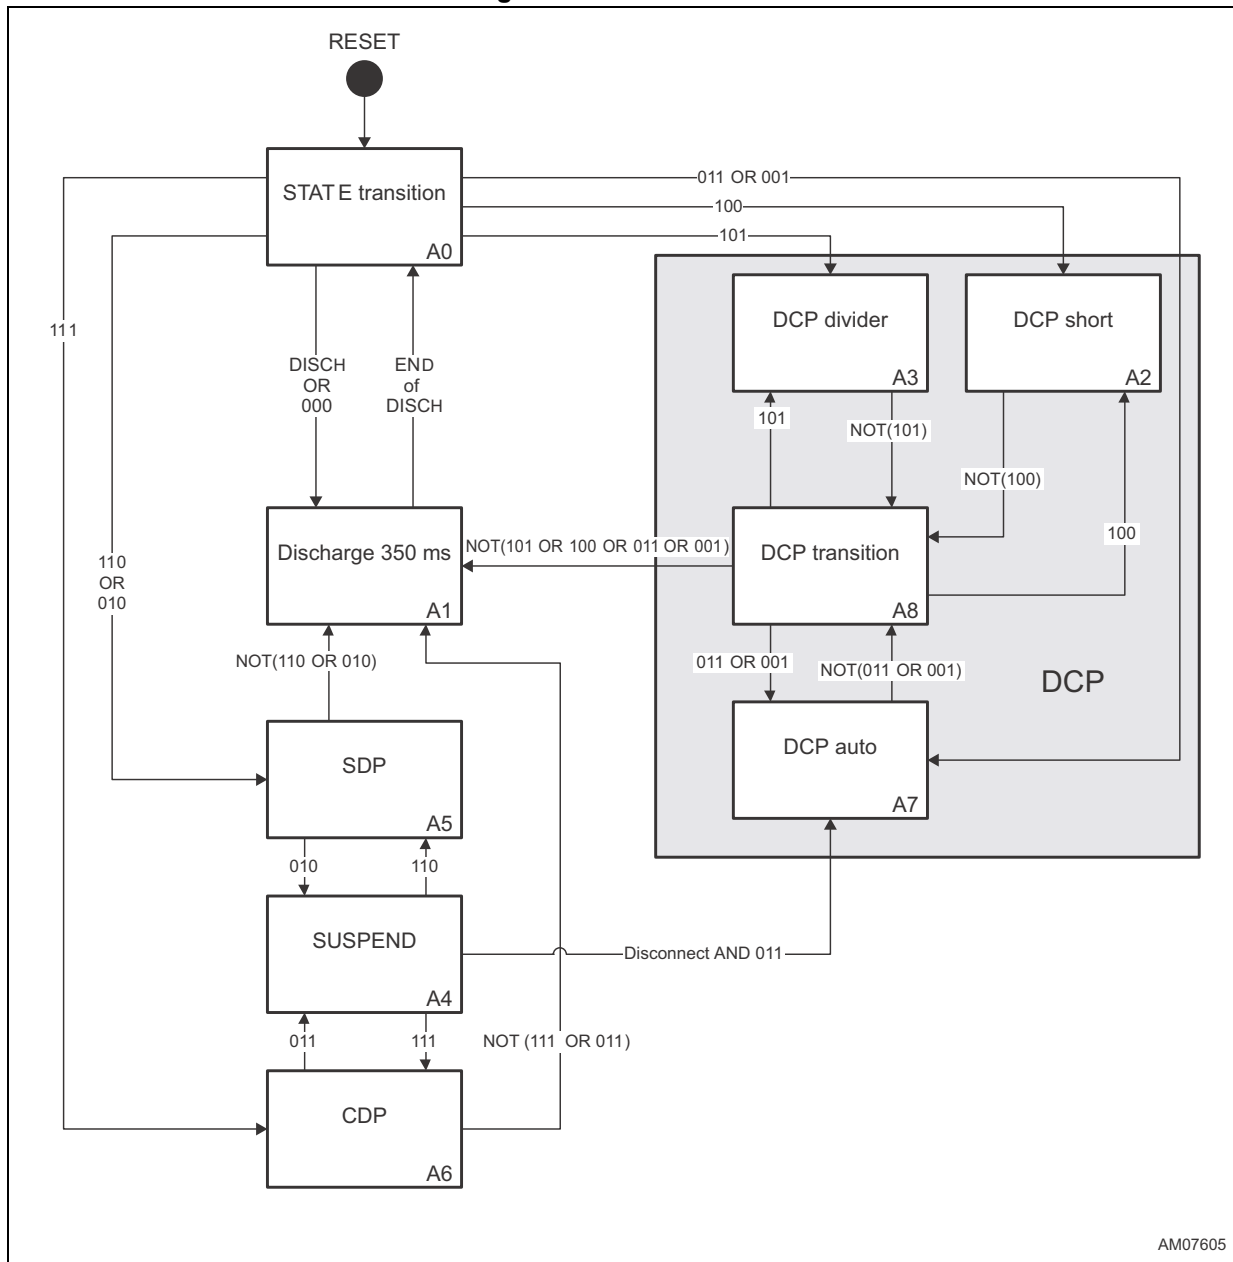 RESET
STATE transition
A0
011 OR 001
100
101
111
110
OR
010
DISCH
OR
000
END
of
DISCH
DCP divider
A3
DCP short
A2
101
NOT(101)
NOT(100)
100
Discharge 350 ms
A1
NOT(101 OR 100 OR 011 OR 001)
DCP transition
A8
NOT(110 OR 010)
011 OR 001
NOT(011 OR 001)
DCP
SDP
A5
DCP auto
A7
010
110
SUSPEND
A4
Disconnect AND 011
011
111
NOT (111 OR 011)
CDP
A6
AM07605